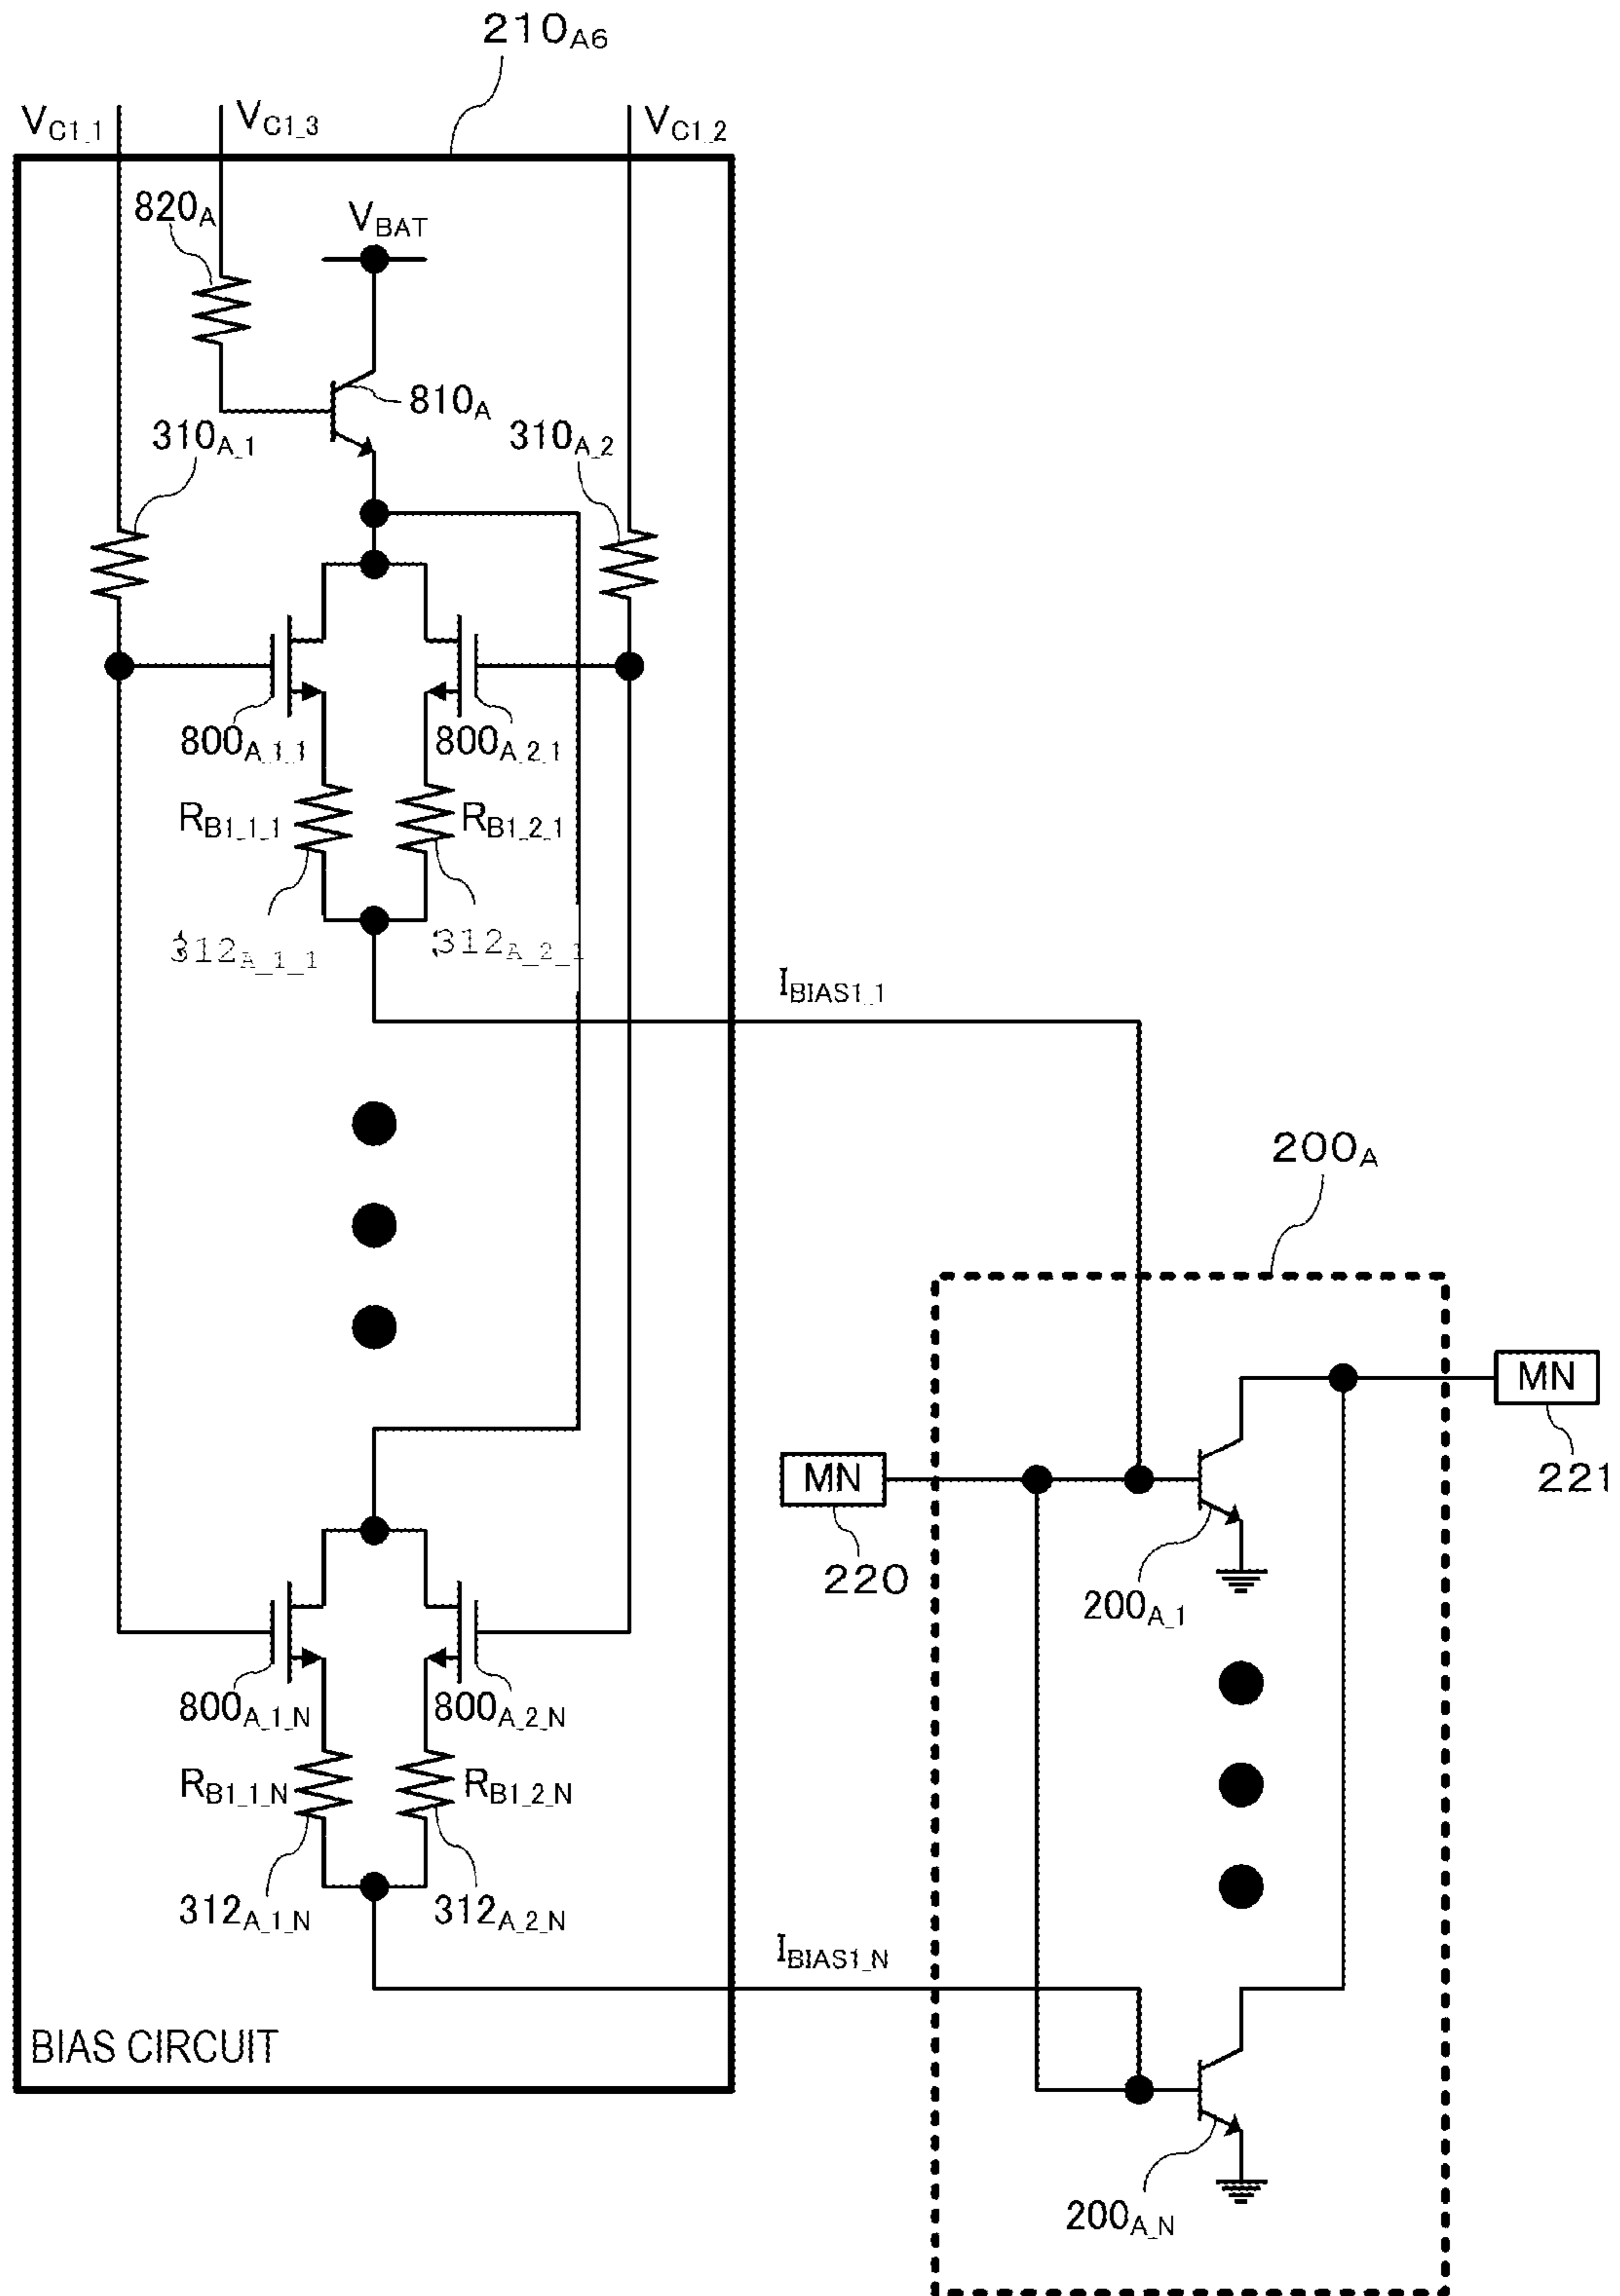 210A6
VC1_1
VC1_3
VC1_2
820A
VBAT
810A
310A_1
310A_2
800A_1_1
800A_2_1
RB1_1_1
RB1_2_1
312A_1_1
312A_2_1
IBIAS1_1
200A
MN
221
MN
220
200A_1
800A_1_N
800A_2_N
RB1_1_N
RB1_2_N
312A_1_N
312A_2_N
IBIAS1_N
BIAS CIRCUIT
200A_N